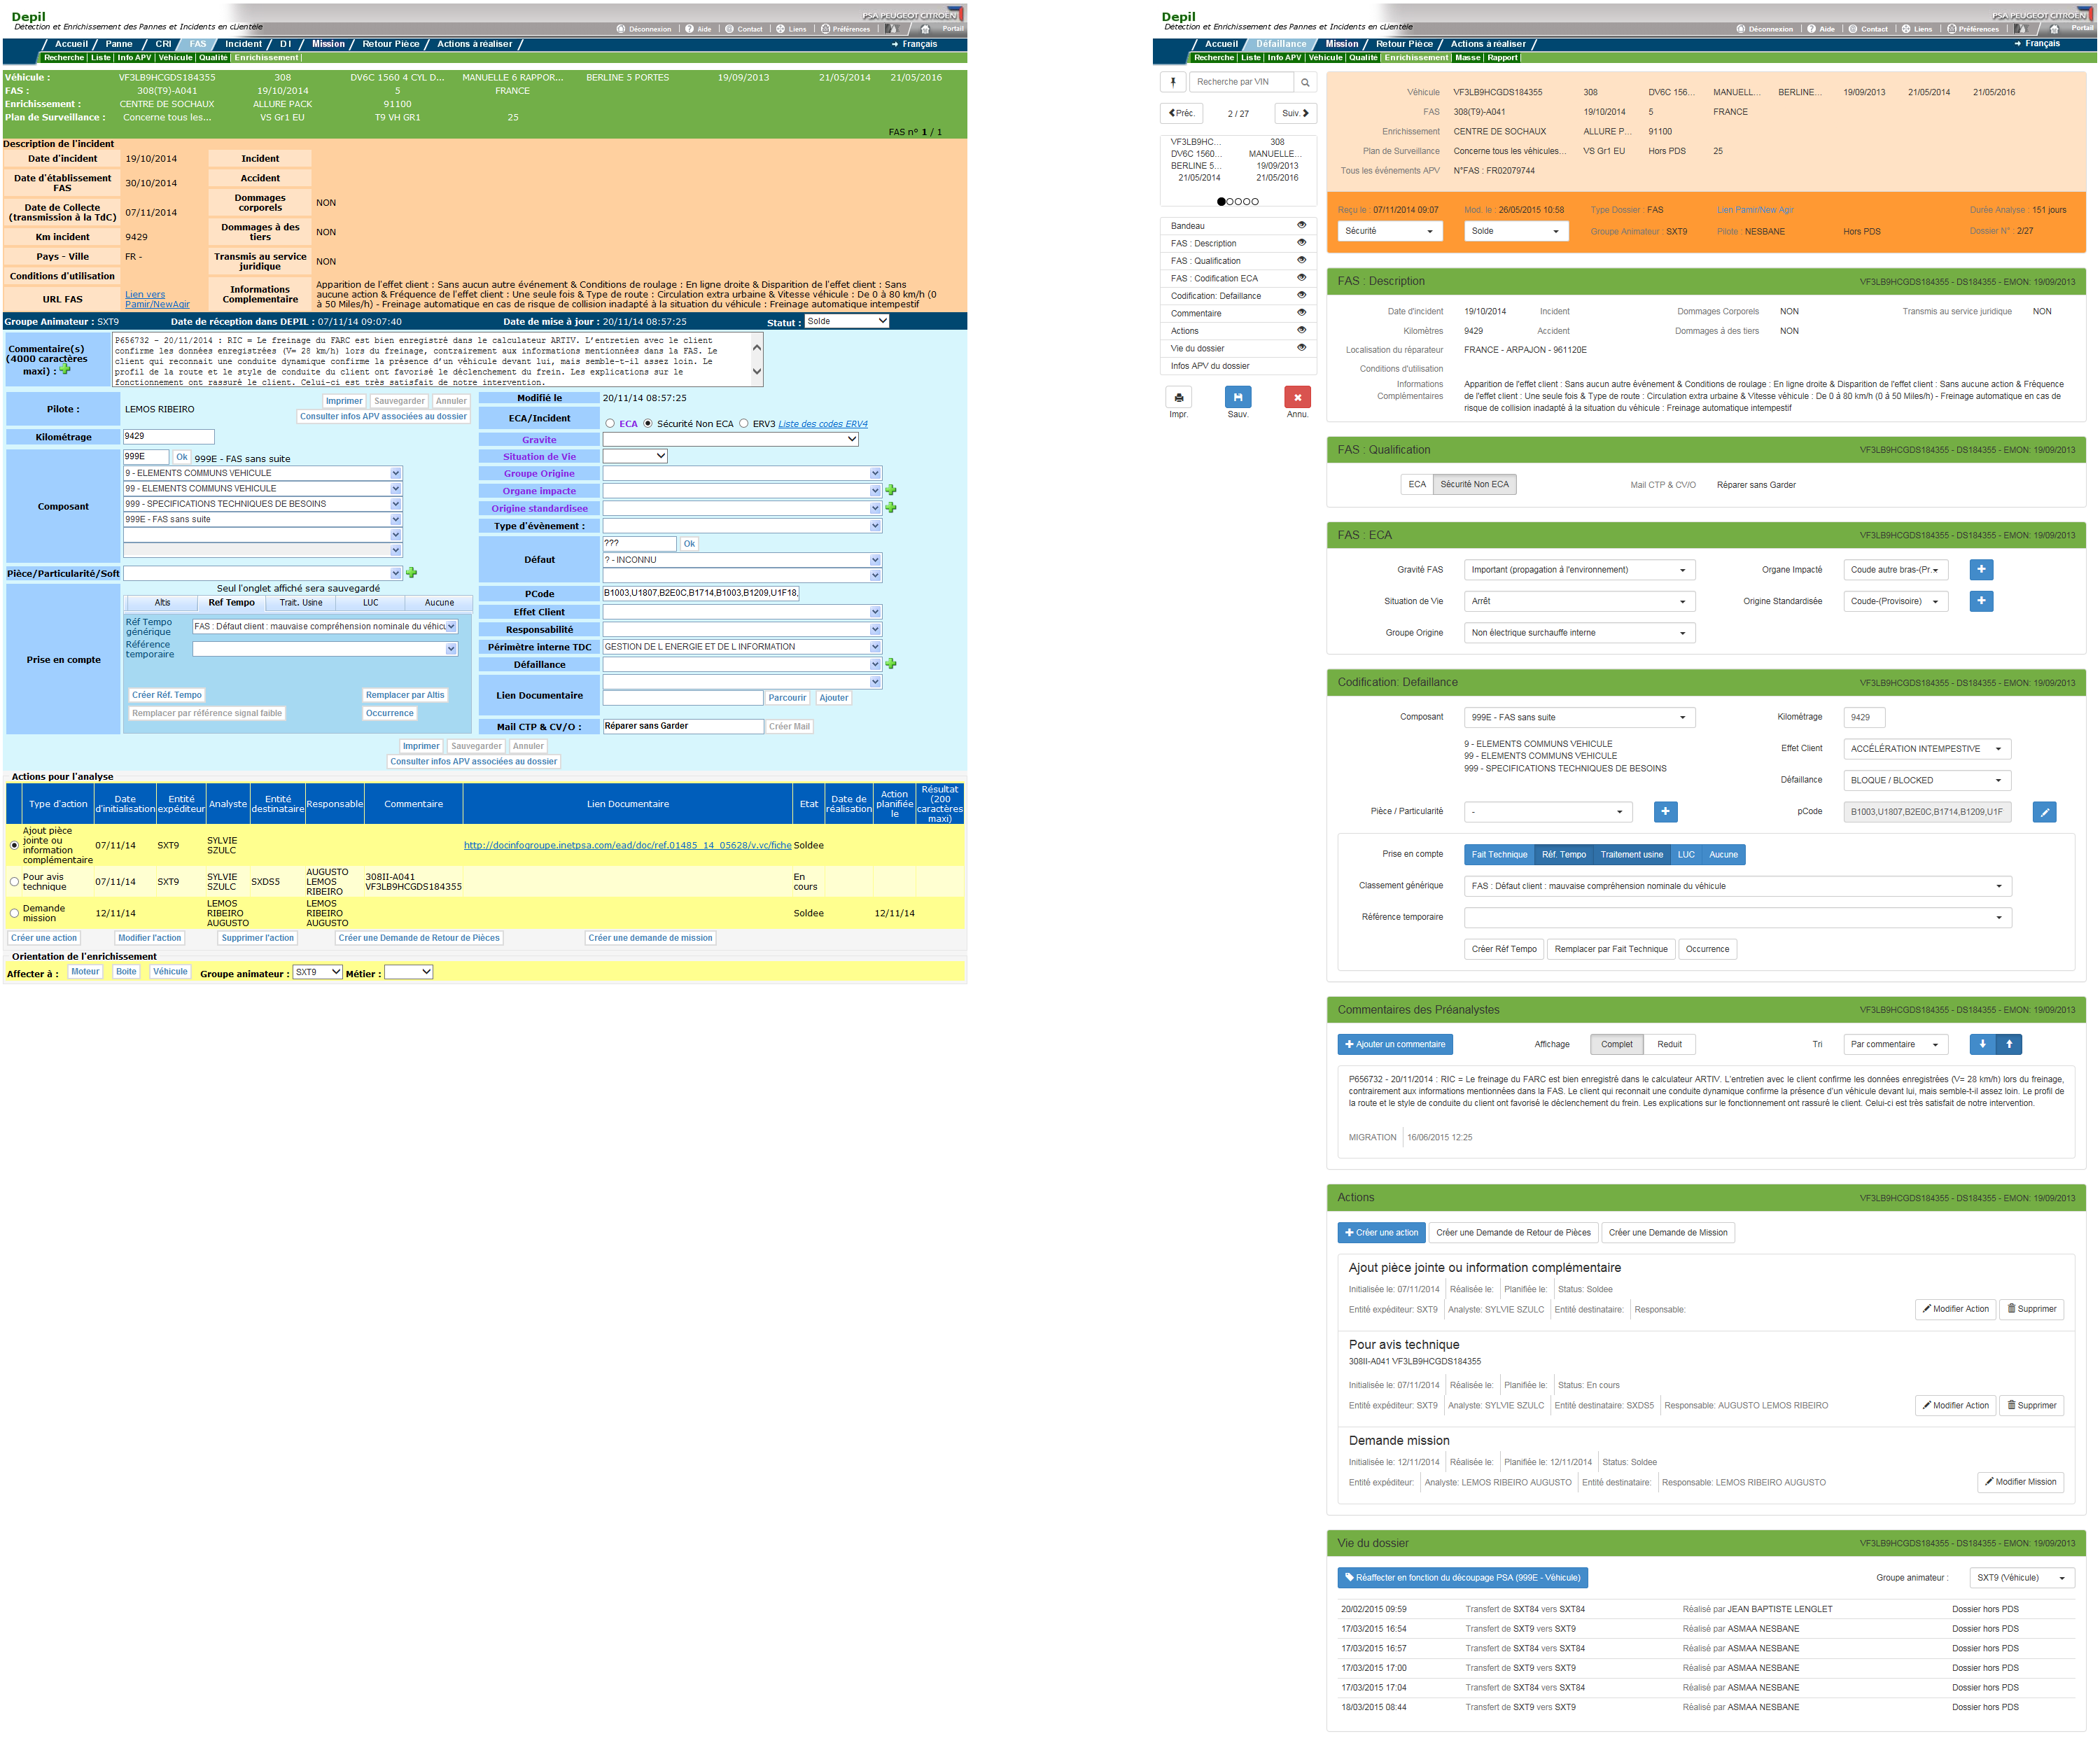 Depil
Détection et Enrichissement des Pannes et Incidents en cLientèle
PSA PEUGEOT CITROËN
Déconnexion | Aide | Contact | Liens | Préférences | Portail
Accueil / Panne / CRI / FAS / Incident / DI / Mission / Retour Pièce / Actions à réaliser /
Français
Recherche | Liste | Info APV | Véhicule | Qualité | Enrichissement |
Véhicule : VF3LB9HCGDS184355 308 DV6C 1560 4 CYL D... MANUELLE 6 RAPPOR... BERLINE 5 PORTES 19/09/2013 21/05/2014 21/05/2016
FAS : 308(T9)-A041 19/10/2014 5 FRANCE
Enrichissement : CENTRE DE SOCHAUX ALLURE PACK 91100
Plan de Surveillance : Concerne tous les... VS Gr1 EU T9 VH GR1 25
FAS n° 1 / 1
Description de l'incident
Date d'incident 19/10/2014 Incident
Date d'établissement FAS 30/10/2014 Accident
Dommages corporels NON
Date de Collecte (transmission à la TdC) 07/11/2014
Dommages à des tiers NON
Km incident 9429
Pays - Ville FR - Transmis au service juridique NON
Conditions d'utilisation
URL FAS Lien vers Pamir/NewAgir
Informations Complementaire
Apparition de l'effet client : Sans aucun autre événement & Conditions de roulage : En ligne droite & Disparition de l'effet client : Sans
aucune action & Fréquence de l'effet client : Une seule fois & Type de route : Circulation extra urbaine & Vitesse véhicule : De 0 à 80 km/h (0
à 50 Miles/h) - Freinage automatique en cas de risque de collision inadapté à la situation du véhicule : Freinage automatique intempestif
Groupe Animateur : SXT9 Date de réception dans DEPIL : 07/11/14 09:07:40 Date de mise à jour : 20/11/14 08:57:25 Statut : Solde
Commentaire(s) (4000 caractères maxi) :
P656732 - 20/11/2014 : RIC = Le freinage du FARC est bien enregistré dans le calculateur ARTIV. L'entretien avec le client
confirme les données enregistrées (V= 28 km/h) lors du freinage, contrairement aux informations mentionnées dans la FAS. Le
client qui reconnait une conduite dynamique confirme la présence d'un véhicule devant lui, mais semble-t-il assez loin. Le
profil de la route et le style de conduite du client ont favorisé le déclenchement du frein. Les explications sur le
fonctionnement ont rassuré le client. Celui-ci est très satisfait de notre intervention.
Pilote : LEMOS RIBEIRO
Imprimer Sauvegarder Annuler
Consulter infos APV associées au dossier
Kilométrage 9429
Composant 999E Ok 999E - FAS sans suite
9 - ELEMENTS COMMUNS VEHICULE
99 - ELEMENTS COMMUNS VEHICULE
999 - SPECIFICATIONS TECHNIQUES DE BESOINS
999E - FAS sans suite
Pièce/Particularité/Soft
Prise en compte
Seul l'onglet affiché sera sauvegardé
Altis Ref Tempo Trait. Usine LUC Aucune
Réf Tempo générique FAS : Défaut client : mauvaise compréhension nominale du véhicu
Référence temporaire
Créer Réf. Tempo Remplacer par Altis
Remplacer par référence signal faible Occurrence
Modifié le 20/11/14 08:57:25
ECA/Incident ECA Sécurité Non ECA ERV3 Liste des codes ERV4
Gravite
Situation de Vie
Groupe Origine
Organe impacte
Origine standardisee
Type d'évènement :
Défaut ??? Ok
? - INCONNU
PCode B1003,U1807,B2E0C,B1714,B1003,B1209,U1F18,
Effet Client
Responsabilité
Périmètre interne TDC GESTION DE L ENERGIE ET DE L INFORMATION
Défaillance
Lien Documentaire
Parcourir Ajouter
Mail CTP & CV/O : Réparer sans Garder Créer Mail
Imprimer Sauvegarder Annuler
Consulter infos APV associées au dossier
Actions pour l'analyse
Type d'action Date d'initialisation Entité expéditeur Analyste Entité destinataire Responsable Commentaire Lien Documentaire Etat Date de réalisation Action planifiée le Résultat (200 caractères maxi)
Ajout pièce jointe ou information complémentaire 07/11/14 SXT9 SYLVIE SZULC http://docinfogroupe.inetpsa.com/ead/doc/ref.01485_14_05628/v.vc/fiche Soldee
Pour avis technique 07/11/14 SXT9 SYLVIE SZULC SXDS5 AUGUSTO LEMOS RIBEIRO 308II-A041 VF3LB9HCGDS184355 En cours
Demande mission 12/11/14 LEMOS RIBEIRO AUGUSTO LEMOS RIBEIRO AUGUSTO Soldee 12/11/14
Créer une action Modifier l'action Supprimer l'action Créer une Demande de Retour de Pièces Créer une demande de mission
Orientation de l'enrichissement
Affecter à : Moteur Boite Véhicule Groupe animateur : SXT9 Métier :
Depil
Détection et Enrichissement des Pannes et Incidents en cLientèle
PSA PEUGEOT CITROËN
Déconnexion | Aide | Contact | Liens | Préférences | Portail
Accueil / Défaillance / Mission / Retour Pièce / Actions à réaliser /
Français
Recherche | Liste | Info APV | Véhicule | Qualité | Enrichissement | Masse | Rapport |
Recherche par VIN
Préc. 2 / 27 Suiv.
VF3LB9HC... 308
DV6C 1560... MANUELLE...
BERLINE 5... 19/09/2013
21/05/2014 21/05/2016
Bandeau
FAS : Description
FAS : Qualification
FAS : Codification ECA
Codification: Defaillance
Commentaire
Actions
Vie du dossier
Infos APV du dossier
Impr. Sauv. Annu.
Véhicule VF3LB9HCGDS184355 308 DV6C 156... MANUELL... BERLINE... 19/09/2013 21/05/2014 21/05/2016
FAS 308(T9)-A041 19/10/2014 5 FRANCE
Enrichissement CENTRE DE SOCHAUX ALLURE P... 91100
Plan de Surveillance Concerne tous les véhicules... VS Gr1 EU Hors PDS 25
Tous les évènements APV N°FAS : FR02079744
Reçu le : 07/11/2014 09:07 Mod. le : 26/05/2015 10:58 Type Dossier : FAS Lien Pamir/New Agir Durée Analyse : 151 jours
Sécurité Solde Groupe Animateur : SXT9 Pilote : NESBANE Hors PDS Dossier N° : 2/27
FAS : Description VF3LB9HCGDS184355 - DS184355 - EMON: 19/09/2013
Date d'incident 19/10/2014 Incident Dommages Corporels NON Transmis au service juridique NON
Kilomètres 9429 Accident Dommages à des tiers NON
Localisation du réparateur FRANCE - ARPAJON - 961120E
Conditions d'utilisation
Informations Complémentaires
Apparition de l'effet client : Sans aucun autre événement & Conditions de roulage : En ligne droite & Disparition de l'effet client : Sans aucune action & Fréquence
de l'effet client : Une seule fois & Type de route : Circulation extra urbaine & Vitesse véhicule : De 0 à 80 km/h (0 à 50 Miles/h) - Freinage automatique en cas de
risque de collision inadapté à la situation du véhicule : Freinage automatique intempestif
FAS : Qualification VF3LB9HCGDS184355 - DS184355 - EMON: 19/09/2013
ECA Sécurité Non ECA Mail CTP & CV/O Réparer sans Garder
FAS : ECA VF3LB9HCGDS184355 - DS184355 - EMON: 19/09/2013
Gravité FAS Important (propagation à l'environnement) Organe Impacté Coude autre bras-(Pr...
Situation de Vie Arrêt Origine Standardisée Coude-(Provisoire)
Groupe Origine Non électrique surchauffe interne
Codification: Defaillance VF3LB9HCGDS184355 - DS184355 - EMON: 19/09/2013
Composant 999E - FAS sans suite Kilométrage 9429
9 - ELEMENTS COMMUNS VEHICULE
99 - ELEMENTS COMMUNS VEHICULE
999 - SPECIFICATIONS TECHNIQUES DE BESOINS
Effet Client ACCÉLÉRATION INTEMPESTIVE
Défaillance BLOQUE / BLOCKED
Pièce / Particularité - pCode B1003,U1807,B2E0C,B1714,B1209,U1F
Prise en compte Fait Technique Réf. Tempo Traitement usine LUC Aucune
Classement générique FAS : Défaut client : mauvaise compréhension nominale du véhicule
Référence temporaire
Créer Réf Tempo Remplacer par Fait Technique Occurrence
Commentaires des Préanalystes VF3LB9HCGDS184355 - DS184355 - EMON: 19/09/2013
Ajouter un commentaire Affichage Complet Reduit Tri Par commentaire
P656732 - 20/11/2014 : RIC = Le freinage du FARC est bien enregistré dans le calculateur ARTIV. L'entretien avec le client confirme les données enregistrées (V= 28 km/h) lors du freinage,
contrairement aux informations mentionnées dans la FAS. Le client qui reconnait une conduite dynamique confirme la présence d'un véhicule devant lui, mais semble-t-il assez loin. Le profil de
la route et le style de conduite du client ont favorisé le déclenchement du frein. Les explications sur le fonctionnement ont rassuré le client. Celui-ci est très satisfait de notre intervention.
MIGRATION 16/06/2015 12:25
Actions VF3LB9HCGDS184355 - DS184355 - EMON: 19/09/2013
Créer une action Créer une Demande de Retour de Pièces Créer une Demande de Mission
Ajout pièce jointe ou information complémentaire
Initialisée le: 07/11/2014 Réalisée le: Planifiée le: Status: Soldee
Entité expéditeur: SXT9 Analyste: SYLVIE SZULC Entité destinataire: Responsable: Modifier Action Supprimer
Pour avis technique
308II-A041 VF3LB9HCGDS184355
Initialisée le: 07/11/2014 Réalisée le: Planifiée le: Status: En cours
Entité expéditeur: SXT9 Analyste: SYLVIE SZULC Entité destinataire: SXDS5 Responsable: AUGUSTO LEMOS RIBEIRO Modifier Action Supprimer
Demande mission
Initialisée le: 12/11/2014 Réalisée le: Planifiée le: 12/11/2014 Status: Soldee
Entité expéditeur: Analyste: LEMOS RIBEIRO AUGUSTO Entité destinataire: Responsable: LEMOS RIBEIRO AUGUSTO Modifier Mission
Vie du dossier VF3LB9HCGDS184355 - DS184355 - EMON: 19/09/2013
Réaffecter en fonction du découpage PSA (999E - Véhicule) Groupe animateur : SXT9 (Véhicule)
20/02/2015 09:59 Transfert de SXT84 vers SXT84 Réalisé par JEAN BAPTISTE LENGLET Dossier hors PDS
17/03/2015 16:54 Transfert de SXT9 vers SXT9 Réalisé par ASMAA NESBANE Dossier hors PDS
17/03/2015 16:57 Transfert de SXT84 vers SXT84 Réalisé par ASMAA NESBANE Dossier hors PDS
17/03/2015 17:00 Transfert de SXT9 vers SXT9 Réalisé par ASMAA NESBANE Dossier hors PDS
17/03/2015 17:04 Transfert de SXT84 vers SXT84 Réalisé par ASMAA NESBANE Dossier hors PDS
18/03/2015 08:44 Transfert de SXT9 vers SXT9 Réalisé par ASMAA NESBANE Dossier hors PDS